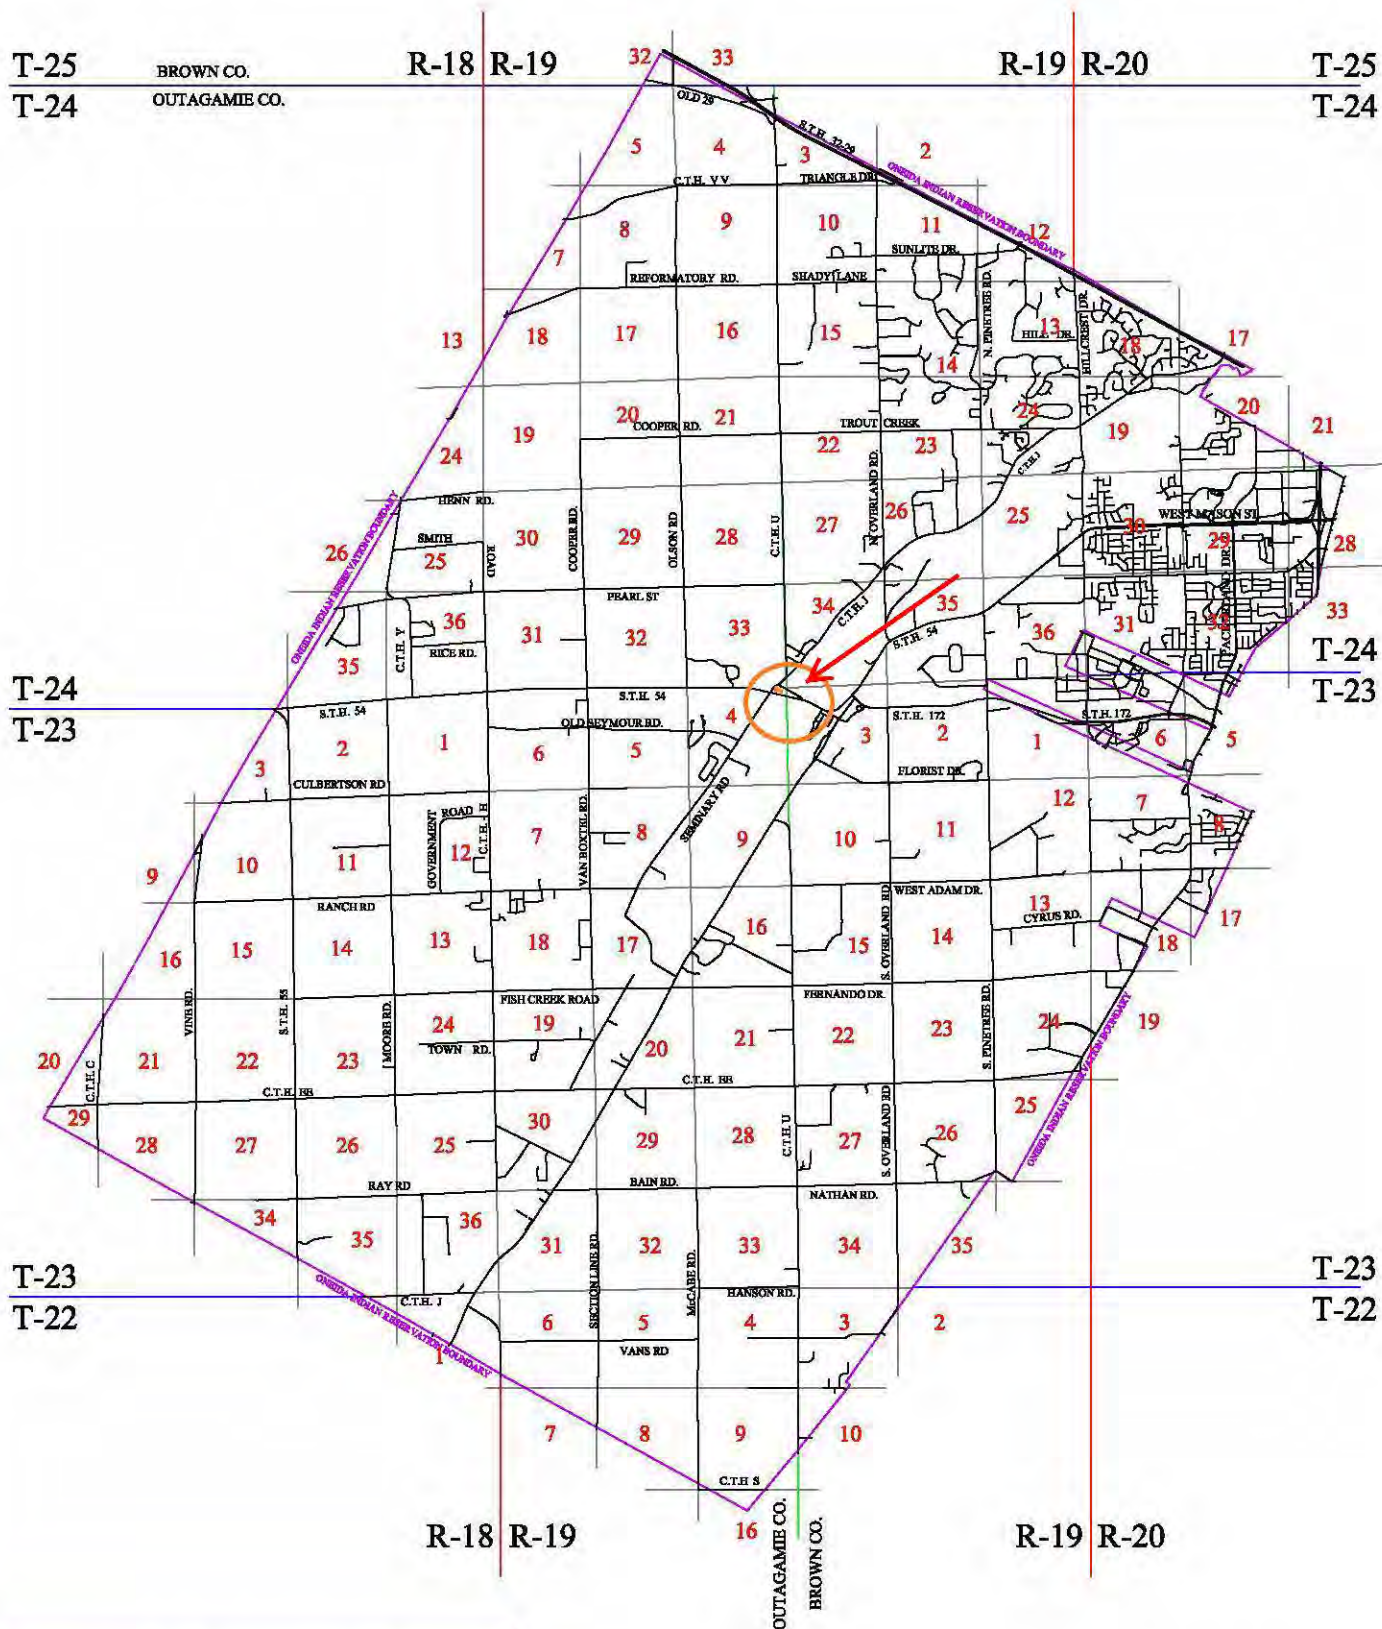 32 33
T-25 BROWN CO. R-18 R-19 R-19 R-20 T-25
T-24 OUTAGAMIE CO. T-24
OLD 29
S.T.H. 32-29
5 4 3 2
ONEIDA INDIAN RESERVATION BOUNDARY
C.T.H. V V TRIANGLE DR.
8 9 10 11 12
7 SUNLITE DR.
REFORMATORY RD. SHADY LANE
N. PINETREE RD.
HILLCREST DR.
13 18 17 16 15 14 13 18 17
HILL DR.
20 21 24 20
19 COOPER RD. TROUT CREEK 19 21
24 22 23
C.T.H. J
N. OVERLAND RD.
HENN RD.
ONEIDA INDIAN RESERVATION BOUNDARY
26 SMITH 25 ROAD 30 COOPER RD. 29 OLSON RD 28 C.T.H. U 27 26 25 30 WEST MASON ST. 29 28
PACKERLAND DR.
PEARL ST
36 31 32 33 34 C.T.H. J 35 36 31 32 33
35 C.T.H. Y RICE RD. S.T.H. 54
T-24 T-24
T-23 S.T.H. 54 S.T.H. 54 T-23
OLD SEYMOUR RD. 4 S.T.H. 172 S.T.H. 172
3 2 1 6 5 3 2 1 6 5
CULBERTSON RD FLORIST DR.
GOVERNMENT ROAD
C.T.H. H
VAN BOXTEL RD.
SEMINARY RD
9 10 11 12 7 8 9 10 11 12 7 8
RANCH RD WEST ADAM DR.
S. OVERLAND RD
CYRUS RD.
16 15 14 13 18 17 16 15 14 13 18 17
VINE RD.
S.T.H. 55
MOORE RD.
FISH CREEK ROAD FERNANDO DR.
S. PINETREE RD.
20 21 22 23 24 19 20 21 22 23 24 19
C.T.H. C
TOWN RD.
C.T.H. EE C.T.H. EE
ONEIDA INDIAN RESERVATION BOUNDARY
29 28 27 26 25 30 29 28 C.T.H. U 27 S. OVERLAND RD 26 25
RAY RD BAIN RD. NATHAN RD.
34 35 36 31 32 33 34 35
SECTION LINE RD.
McCABE RD.
T-23 T-23
T-22 C.T.H. J HANSON RD. T-22
ONEIDA INDIAN RESERVATION BOUNDARY
1 6 5 4 3 2
VANS RD
7 8 9 10
C.T.H S
16
R-18 R-19 OUTAGAMIE CO. BROWN CO. R-19 R-20